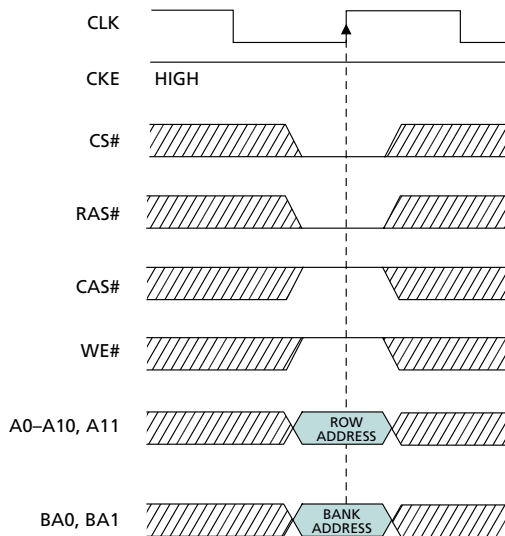 CLK
CKE HIGH
CS#
RAS#
CAS#
WE#
A0–A10, A11 ROW
ADDRESS
BA0, BA1 BANK
ADDRESS